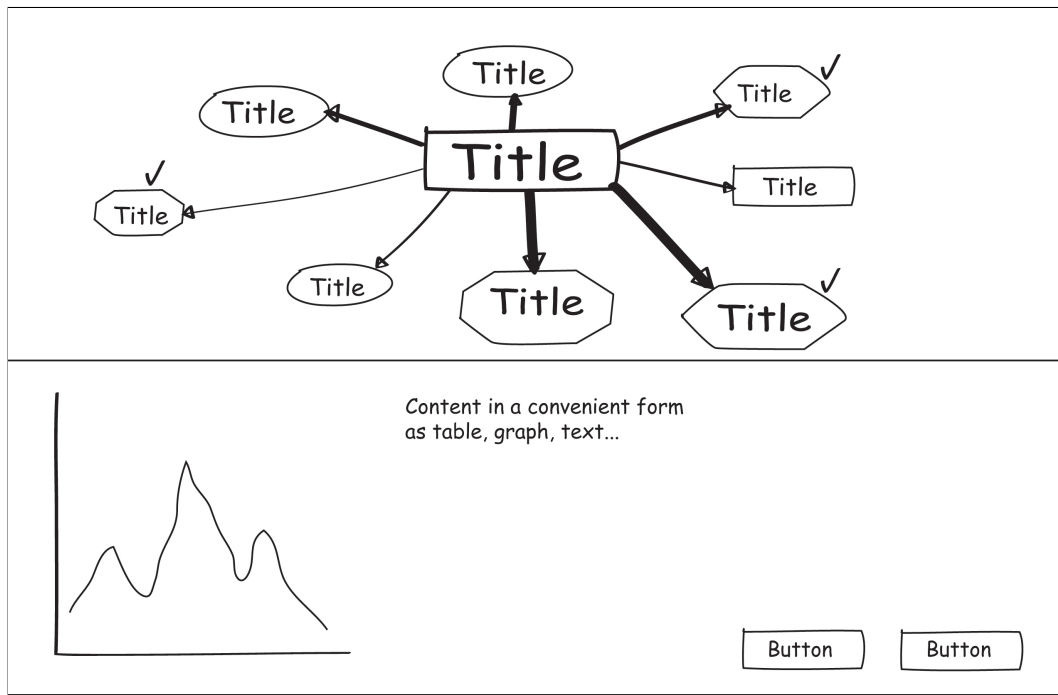 Title
Title
Title
Title
Title
Title
Title
Title
Title
Content in a convenient form
as table, graph, text...
Button
Button